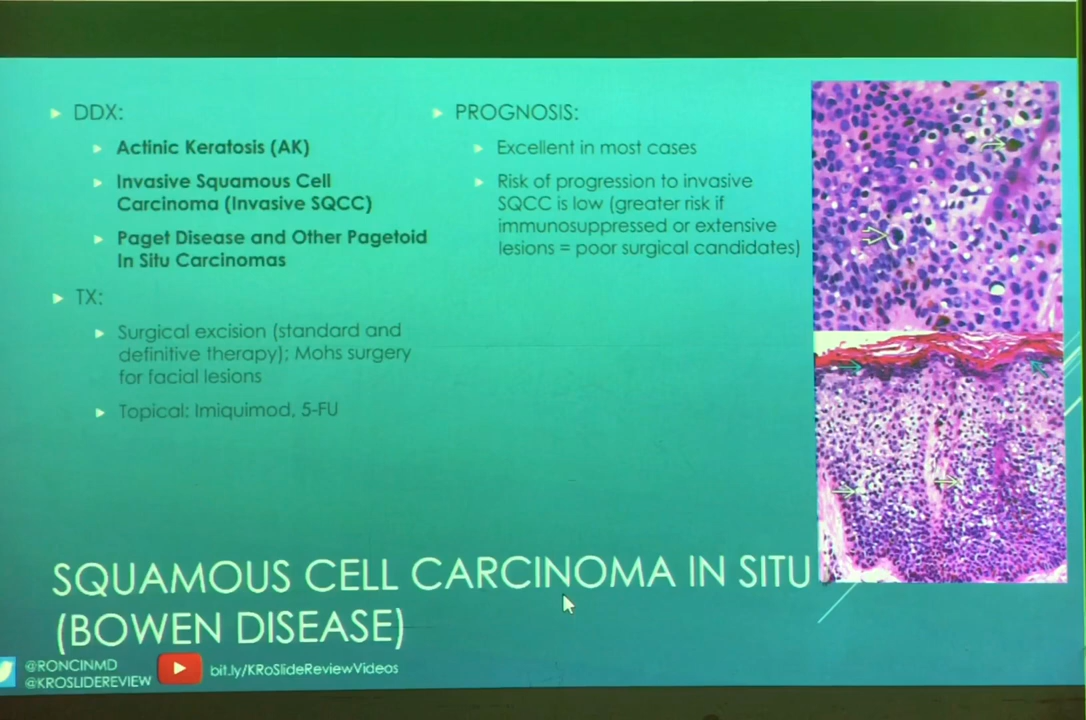 DDX:
Actinic Keratosis (AK)
Invasive Squamous Cell
Carcinoma (Invasive SQCC)
Paget Disease and Other Pagetoid
In Situ Carcinomas
TX:
Surgical excision (standard and
definitive therapy); Mohs surgery
for facial lesions
Topical: Imiquimod, 5-FU
PROGNOSIS:
Excellent in most cases
Risk of progression to invasive
SQCC is low (greater risk if
immunosuppressed or extensive
lesions = poor surgical candidates)
SQUAMOUS CELL CARCINOMA IN SITU
(BOWEN DISEASE)
@RONCINMD
@KROSLIDEREVIEW
bit.ly/KRoSlideReviewVideos